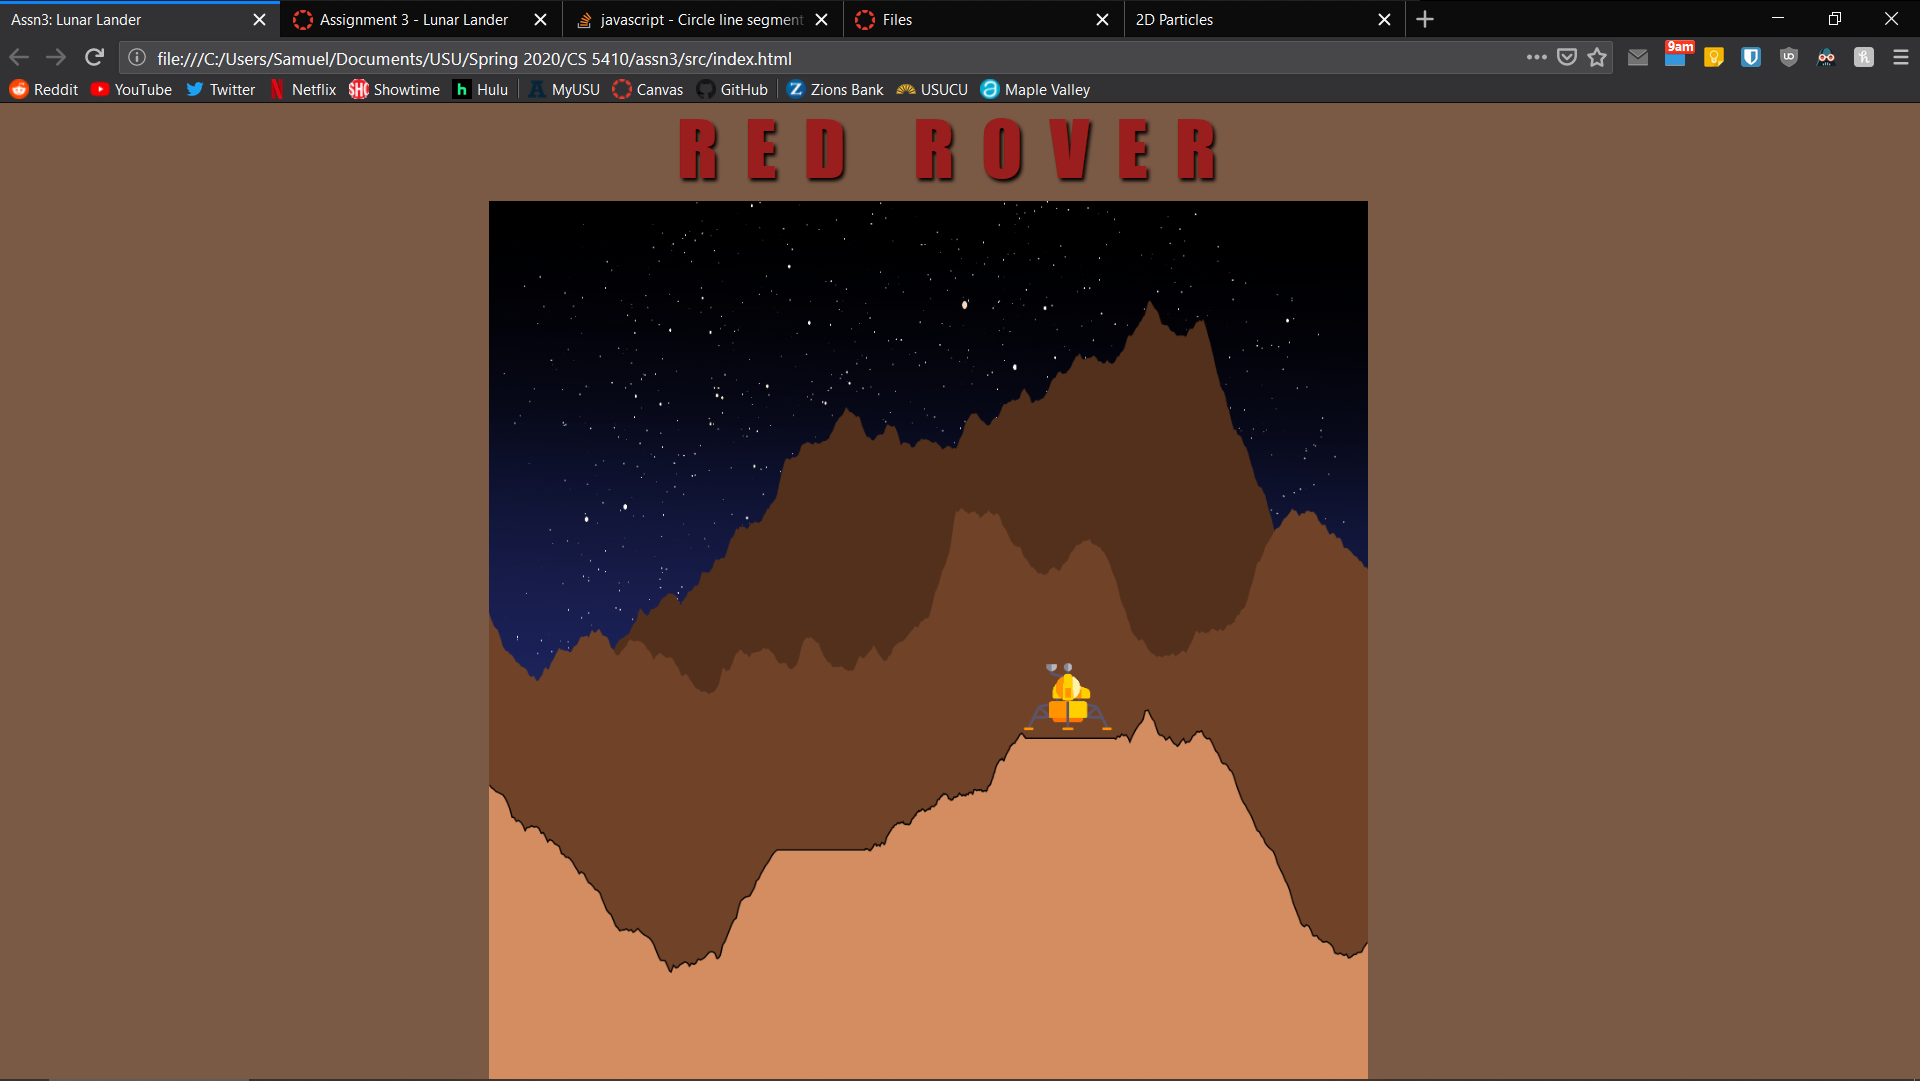 Assn3: Lunar Lander
Assignment 3 - Lunar Lander
javascript - Circle line segment
Files
2D Particles
file:///C:/Users/Samuel/Documents/USU/Spring 2020/CS 5410/assn3/src/index.html
9am
Reddit YouTube Twitter Netflix SHO Showtime h Hulu MyUSU Canvas GitHub Z Zions Bank USUCU Maple Valley
RED ROVER